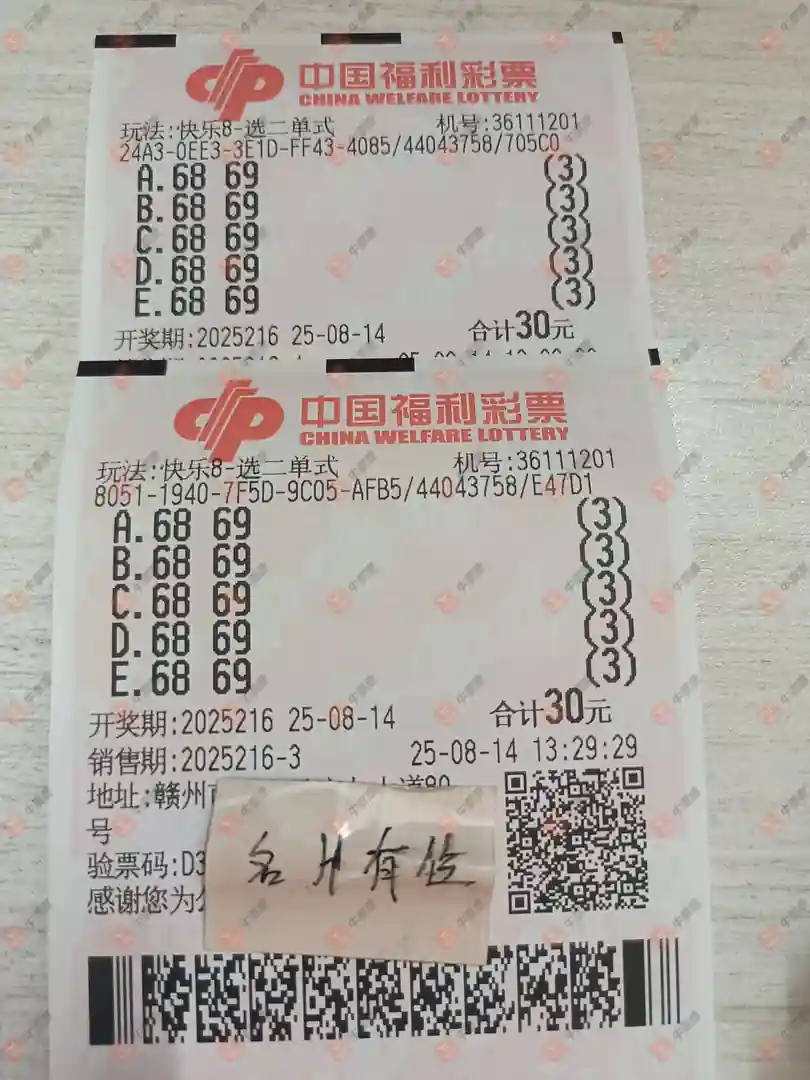 中国福利彩票
CHINA WELFARE LOTTERY
玩法:快乐8-选二单式 机号:36111201
24A3-0EE3-3E1D-FF43-4085/44043758/705C0
A.68 69 (3)
B.68 69 (3)
C.68 69 (3)
D.68 69 (3)
E.68 69 (3)
开奖期:2025216 25-08-14 合计30元
中国福利彩票
CHINA WELFARE LOTTERY
玩法:快乐8-选二单式 机号:36111201
8051-1940-7F5D-9C05-AFB5/44043758/E47D1
A.68 69 (3)
B.68 69 (3)
C.68 69 (3)
D.68 69 (3)
E.68 69 (3)
开奖期:2025216 25-08-14 合计30元
销售期:2025216-3 25-08-14 13:29:29
地址:赣州 大道80
号
验票码:D3
感谢您为
名片有位